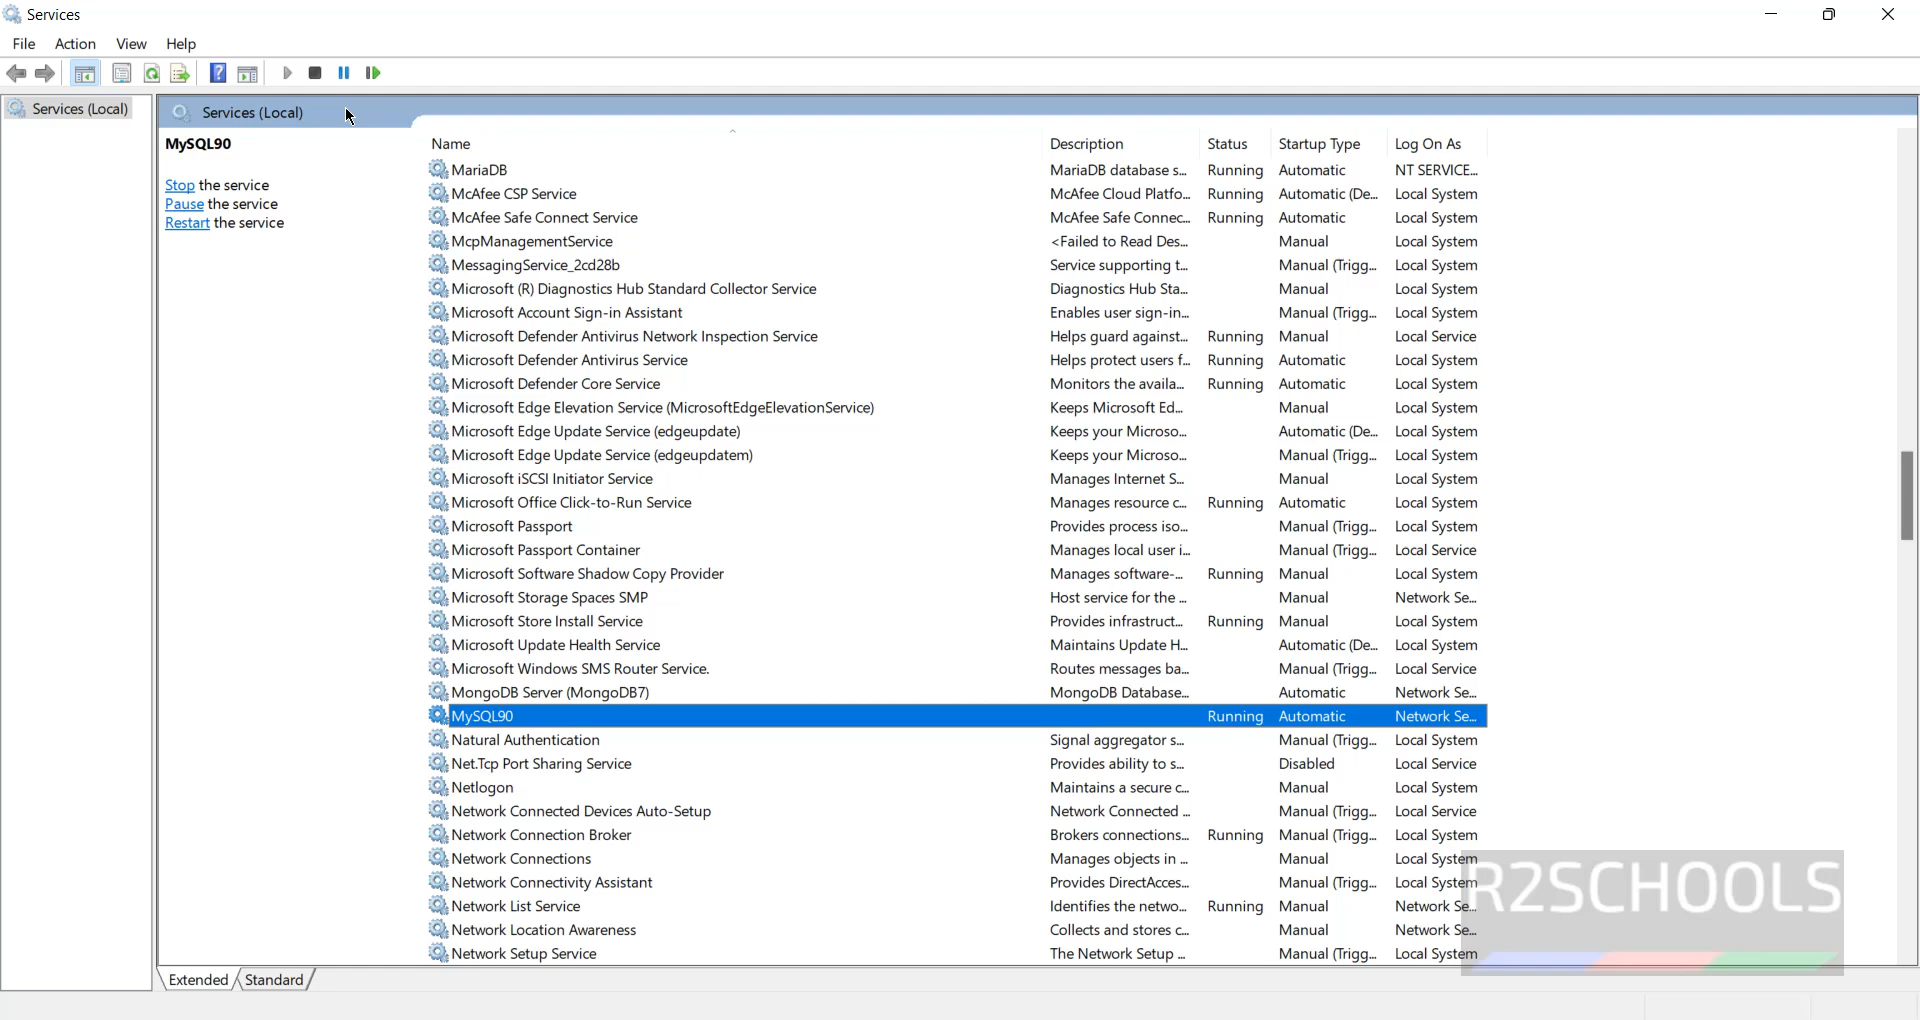 Services
File Action View Help
Services (Local)
Services (Local)
MySQL90
Stop the service
Pause the service
Restart the service
Name Description Status Startup Type Log On As
MariaDB MariaDB database s... Running Automatic NT SERVICE...
McAfee CSP Service McAfee Cloud Platfo... Running Automatic (De... Local System
McAfee Safe Connect Service McAfee Safe Connec... Running Automatic Local System
McpManagementService <Failed to Read Des... Manual Local System
MessagingService_2cd28b Service supporting t... Manual (Trigg... Local System
Microsoft (R) Diagnostics Hub Standard Collector Service Diagnostics Hub Sta... Manual Local System
Microsoft Account Sign-in Assistant Enables user sign-in... Manual (Trigg... Local System
Microsoft Defender Antivirus Network Inspection Service Helps guard against... Running Manual Local Service
Microsoft Defender Antivirus Service Helps protect users f... Running Automatic Local System
Microsoft Defender Core Service Monitors the availa... Running Automatic Local System
Microsoft Edge Elevation Service (MicrosoftEdgeElevationService) Keeps Microsoft Ed... Manual Local System
Microsoft Edge Update Service (edgeupdate) Keeps your Microso... Automatic (De... Local System
Microsoft Edge Update Service (edgeupdatem) Keeps your Microso... Manual (Trigg... Local System
Microsoft iSCSI Initiator Service Manages Internet S... Manual Local System
Microsoft Office Click-to-Run Service Manages resource c... Running Automatic Local System
Microsoft Passport Provides process iso... Manual (Trigg... Local System
Microsoft Passport Container Manages local user i... Manual (Trigg... Local Service
Microsoft Software Shadow Copy Provider Manages software-... Running Manual Local System
Microsoft Storage Spaces SMP Host service for the ... Manual Network Se...
Microsoft Store Install Service Provides infrastruct... Running Manual Local System
Microsoft Update Health Service Maintains Update H... Automatic (De... Local System
Microsoft Windows SMS Router Service. Routes messages ba... Manual (Trigg... Local Service
MongoDB Server (MongoDB7) MongoDB Database... Automatic Network Se...
MySQL90 Running Automatic Network Se...
Natural Authentication Signal aggregator s... Manual (Trigg... Local System
Net.Tcp Port Sharing Service Provides ability to s... Disabled Local Service
Netlogon Maintains a secure c... Manual Local System
Network Connected Devices Auto-Setup Network Connected ... Manual (Trigg... Local Service
Network Connection Broker Brokers connections... Running Manual (Trigg... Local System
Network Connections Manages objects in ... Manual Local System
Network Connectivity Assistant Provides DirectAcces... Manual (Trigg... Local System
Network List Service Identifies the netwo... Running Manual Network Se...
Network Location Awareness Collects and stores c... Manual Network Se...
Network Setup Service The Network Setup ... Manual (Trigg... Local System
R2SCHOOLS
Extended Standard